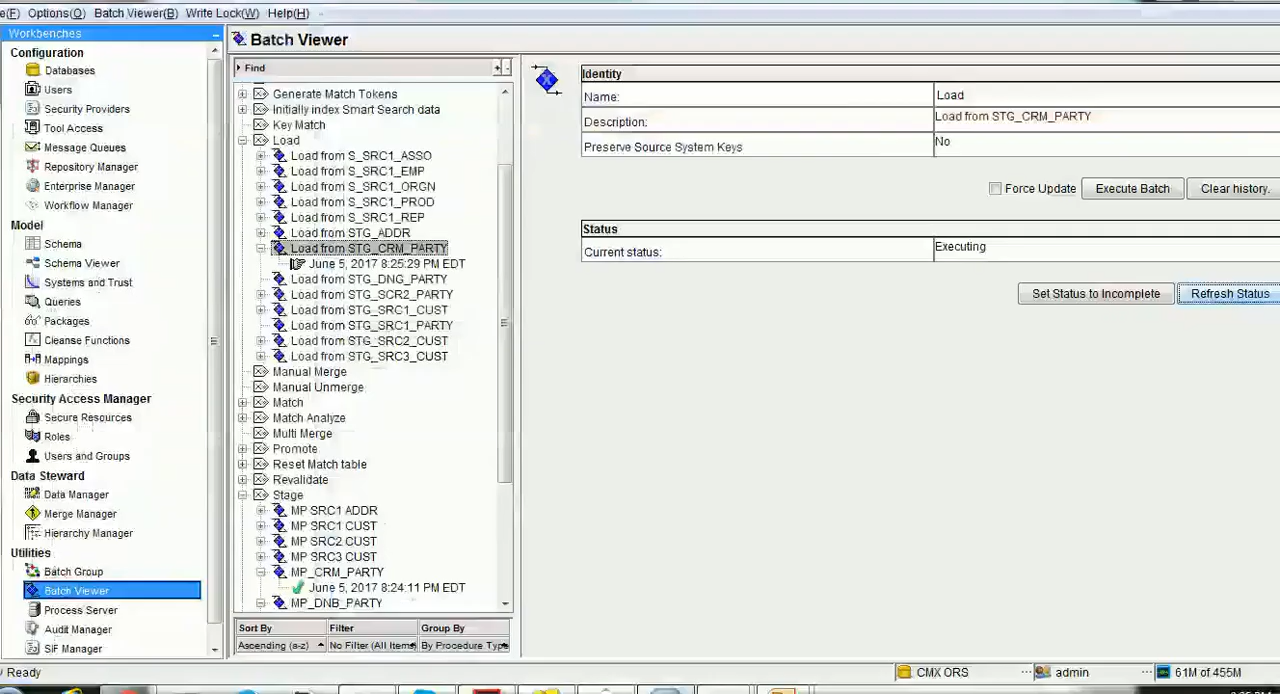 e(F) Options(O) Batch Viewer(B) Write Lock(W) Help(H)
Workbenches
Configuration
Databases
Users
Security Providers
Tool Access
Message Queues
Repository Manager
Enterprise Manager
Workflow Manager
Model
Schema
Schema Viewer
Systems and Trust
Queries
Packages
Cleanse Functions
Mappings
Hierarchies
Security Access Manager
Secure Resources
Roles
Users and Groups
Data Steward
Data Manager
Merge Manager
Hierarchy Manager
Utilities
Batch Group
Batch Viewer
Process Server
Audit Manager
SIF Manager
Batch Viewer
Find
Generate Match Tokens
Initially index Smart Search data
Key Match
Load
Load from S_SRC1_ASSO
Load from S_SRC1_EMP
Load from S_SRC1_ORGN
Load from S_SRC1_PROD
Load from S_SRC1_REP
Load from STG_ADDR
Load from STG_CRM_PARTY
June 5, 2017 8:25:29 PM EDT
Load from STG_DNG_PARTY
Load from STG_SCR2_PARTY
Load from STG_SRC1_CUST
Load from STG_SRC1_PARTY
Load from STG_SRC2_CUST
Load from STG_SRC3_CUST
Manual Merge
Manual Unmerge
Match
Match Analyze
Multi Merge
Promote
Reset Match table
Revalidate
Stage
MP SRC1 ADDR
MP SRC1 CUST
MP SRC2 CUST
MP SRC3 CUST
MP_CRM_PARTY
June 5, 2017 8:24:11 PM EDT
MP_DNB_PARTY
Sort By Filter Group By
Ascending (a-z) No Filter (All Items By Procedure Type
Identity
Name: Load
Description: Load from STG_CRM_PARTY
Preserve Source System Keys No
Force Update Execute Batch Clear history.
Status
Current status: Executing
Set Status to Incomplete Refresh Status
Ready CMX ORS admin 61M of 455M